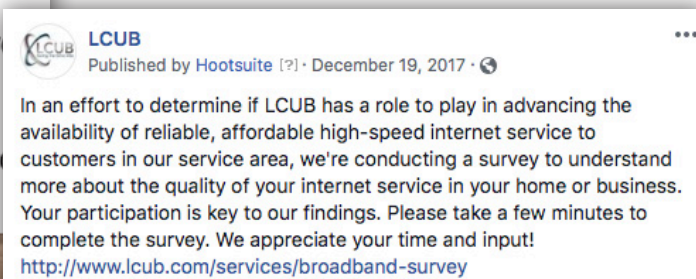 LCUB
LCUB
Published by Hootsuite [?] · December 19, 2017 ·
In an effort to determine if LCUB has a role to play in advancing the
availability of reliable, affordable high-speed internet service to
customers in our service area, we're conducting a survey to understand
more about the quality of your internet service in your home or business.
Your participation is key to our findings. Please take a few minutes to
complete the survey. We appreciate your time and input!
http://www.lcub.com/services/broadband-survey